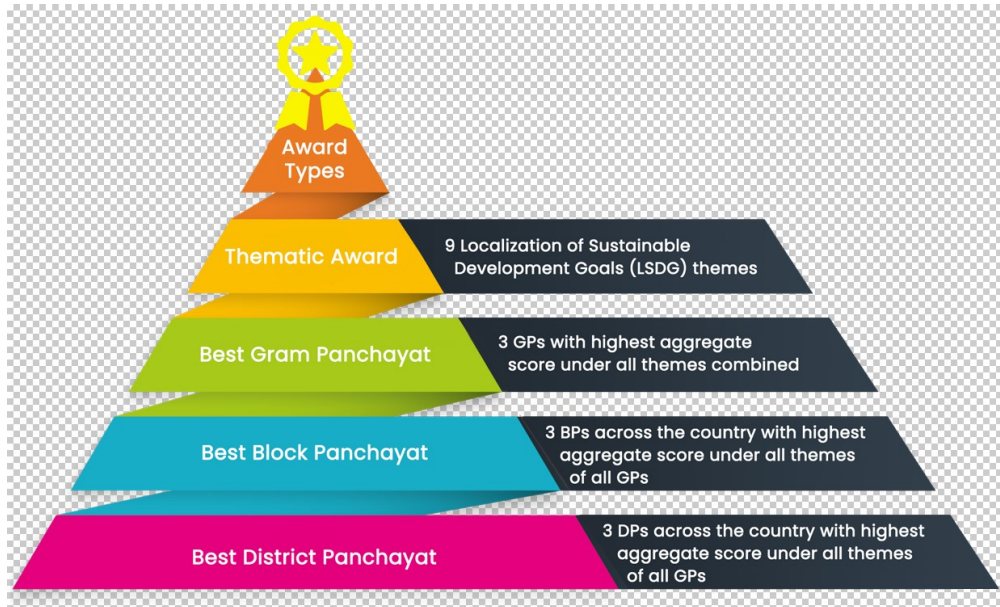 Award
Types
Thematic Award
9 Localization of Sustainable
Development Goals (LSDG) themes
Best Gram Panchayat
3 GPs with highest aggregate
score under all themes combined
Best Block Panchayat
3 BPs across the country with highest
aggregate score under all themes
of all GPs
Best District Panchayat
3 DPs across the country with highest
aggregate score under all themes
of all GPs